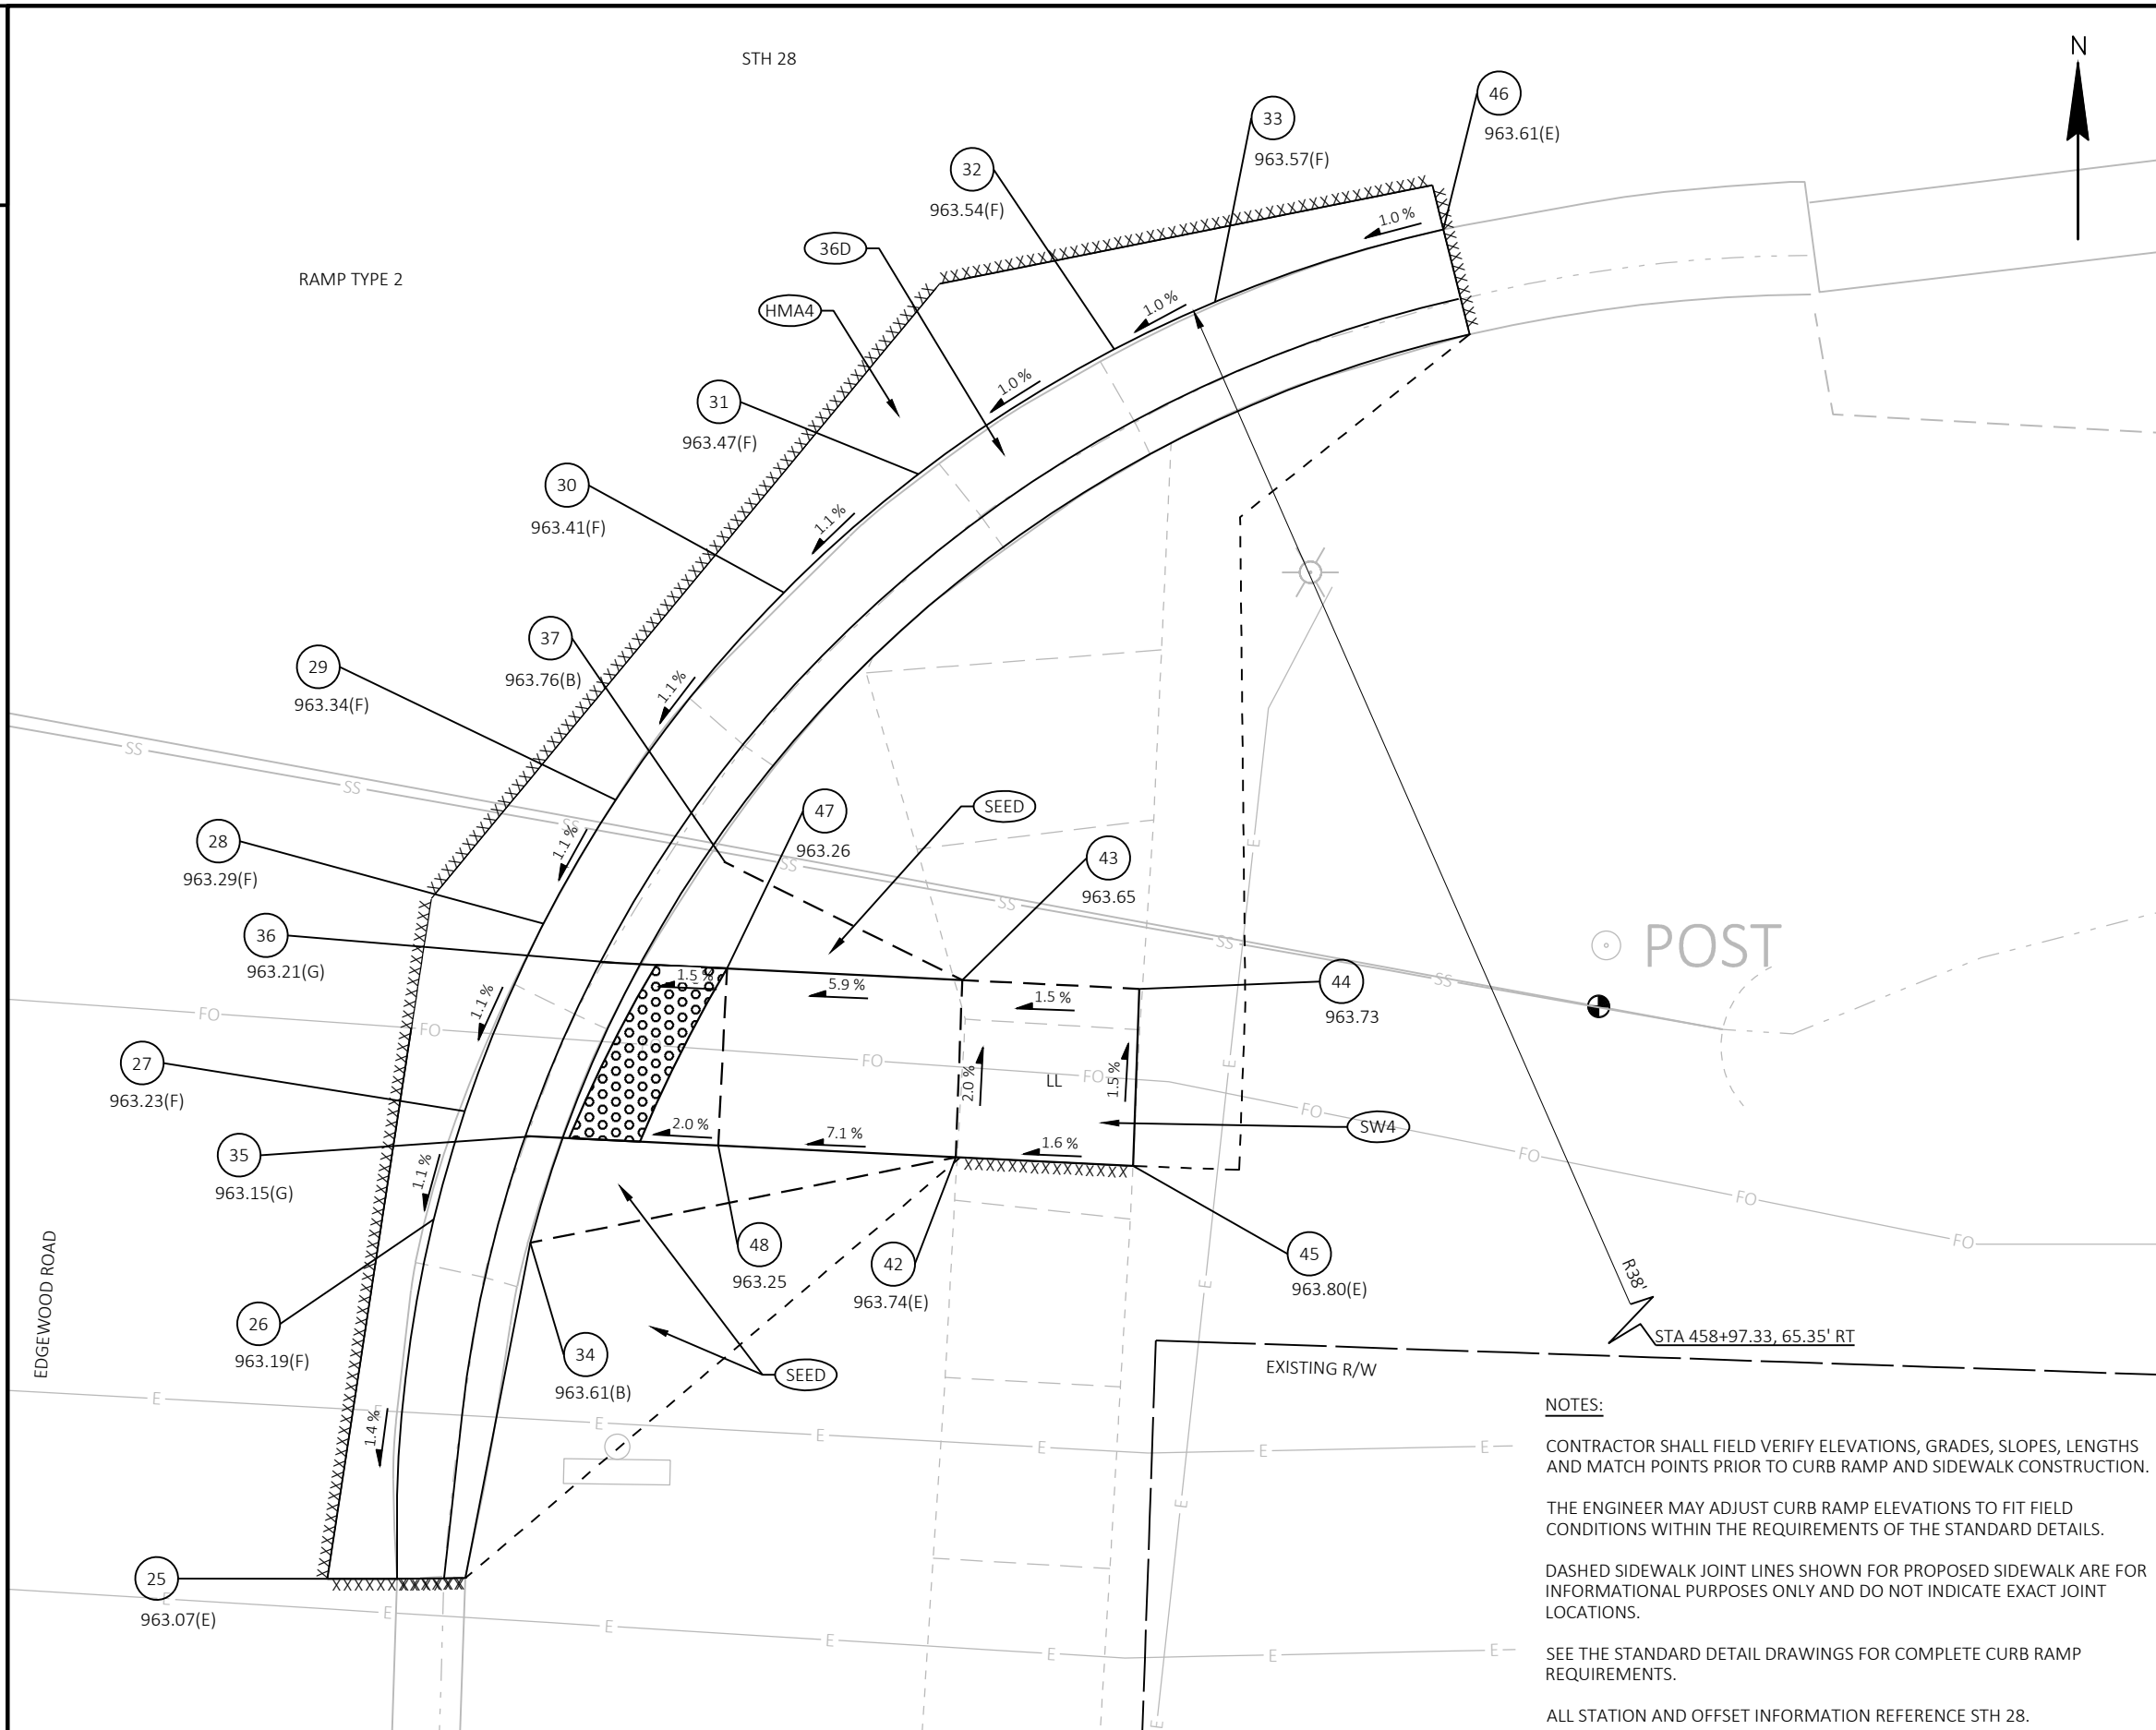 STH 28
N
46
963.61(E)
33
963.57(F)
32
963.54(F)
1.0 %
36D
RAMP TYPE 2
HMA4
1.0 %
1.0 %
31
963.47(F)
30
963.41(F)
1.1 %
37
963.76(B)
29
963.34(F)
1.1 %
SS
SS
SS
SS
SS
SS
SS
47
963.26
SEED
28
963.29(F)
1.1 %
43
963.65
E
36
963.21(G)
POST
1.5 %
5.9 %
1.5 %
44
963.73
1.1 %
FO
FO
FO
FO
FO
FO
FO
FO
27
963.23(F)
2.0 %
LL
1.5 %
E
SW4
2.0 %
7.1 %
1.6 %
35
963.15(G)
1.1 %
48
963.25
42
963.74(E)
45
963.80(E)
EDGEWOOD ROAD
26
963.19(F)
34
963.61(B)
SEED
E
R38'
STA 458+97.33, 65.35' RT
EXISTING R/W
1.4 %
E
E
E
E
E
E
E
E
25
963.07(E)
E
E
E
E
E
E
E
E
NOTES:
CONTRACTOR SHALL FIELD VERIFY ELEVATIONS, GRADES, SLOPES, LENGTHS
AND MATCH POINTS PRIOR TO CURB RAMP AND SIDEWALK CONSTRUCTION.
THE ENGINEER MAY ADJUST CURB RAMP ELEVATIONS TO FIT FIELD
CONDITIONS WITHIN THE REQUIREMENTS OF THE STANDARD DETAILS.
DASHED SIDEWALK JOINT LINES SHOWN FOR PROPOSED SIDEWALK ARE FOR
INFORMATIONAL PURPOSES ONLY AND DO NOT INDICATE EXACT JOINT
LOCATIONS.
SEE THE STANDARD DETAIL DRAWINGS FOR COMPLETE CURB RAMP
REQUIREMENTS.
ALL STATION AND OFFSET INFORMATION REFERENCE STH 28.